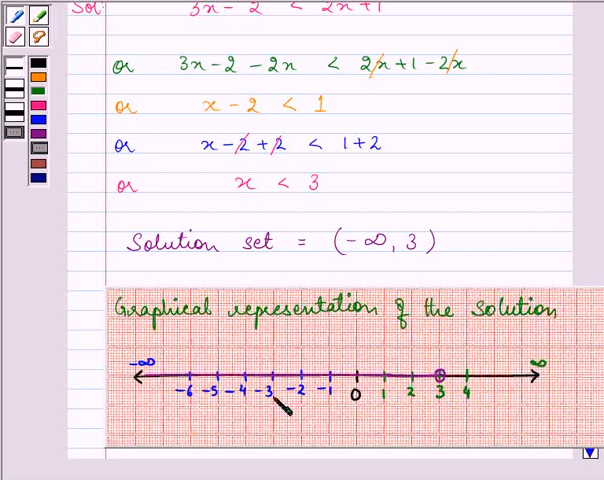 Sol: 3x - 2 < 2x + 1
or 3x - 2 - 2x < 2x + 1 - 2x
or x - 2 < 1
or x - 2 + 2 < 1 + 2
or x < 3
Solution set = (-∞, 3)
Graphical representation of the solution
-∞ ∞
-6 -5 -4 -3 -2 -1 0 1 2 3 4